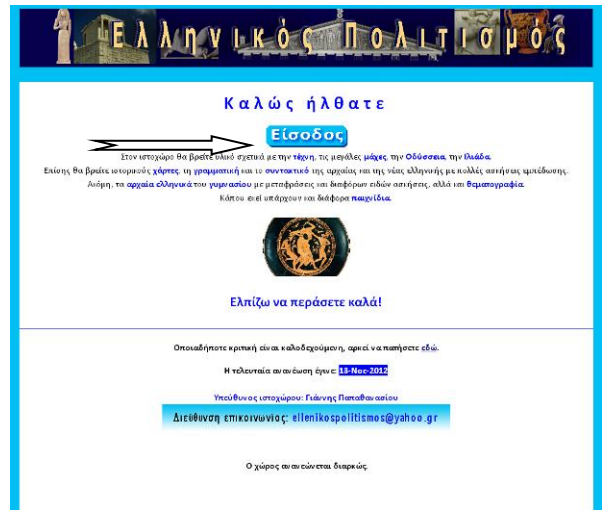 Ελληνικός Πολιτισμός
Καλώς ήλθατε
Είσοδος
Στον ιστοχώρο θα βρείτε υλικό σχετικά με την τέχνη, τις μεγάλες μάχες, την Οδύσσεια, την Ιλιάδα.
Επίσης θα βρείτε ιστορικούς χάρτες, τη γραμματική και το συντακτικό της αρχαίας και της νέας ελληνικής με πολλές ασκήσεις εμπέδωσης.
Ακόμη, τα αρχαία ελληνικά του γυμνασίου με μεταφράσεις και διαφόρων ειδών ασκήσεις, αλλά και θεματογραφία.
Κάπου εκεί υπάρχουν και διάφορα παιχνίδια.
Ελπίζω να περάσετε καλά!
Οποιαδήποτε κριτική είναι καλοδεχούμενη, αρκεί να πατήσετε εδώ.
Η τελευταία ανανέωση έγινε: 13-Νοε-2012
Υπεύθυνος ιστοχώρου: Γιάννης Παπαθανασίου
Διεύθυνση επικοινωνίας: ellenikospolitismos@yahoo.gr
Ο χώρος ανανεώνεται διαρκώς.